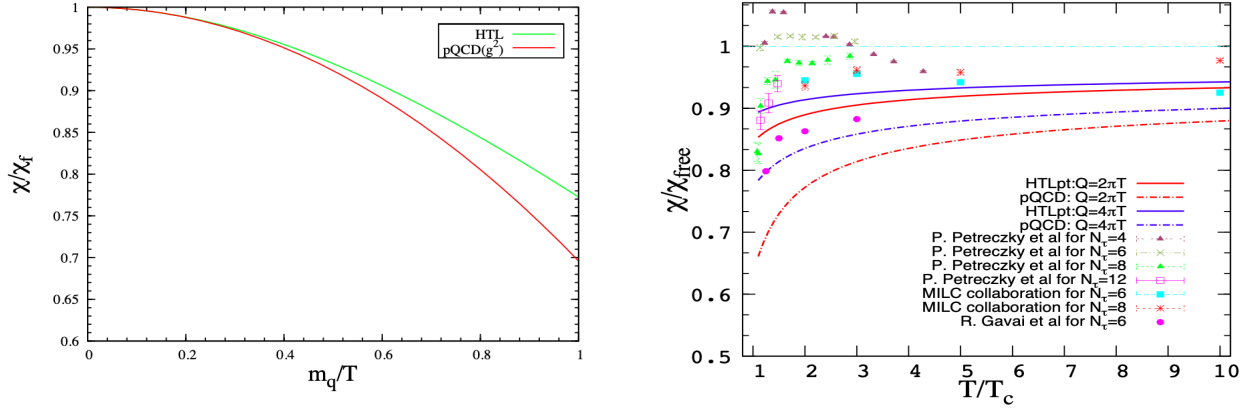 1
0.95
0.9
0.85
0.8
0.75
0.7
0.65
0.6
χ/χf
0
0.2
0.4
0.6
0.8
1
mq/T
HTL
pQCD(g²)
1
0.9
0.8
0.7
0.6
0.5
χ/χfree
1 2 3 4 5 6 7 8 9 10
T/Tc
HTLpt:Q=2πT
pQCD: Q=2πT
HTLpt:Q=4πT
pQCD: Q=4πT
P. Petreczky et al for Nτ=4
P. Petreczky et al for Nτ=6
P. Petreczky et al for Nτ=8
P. Petreczky et al for Nτ=12
MILC collaboration for Nτ=6
MILC collaboration for Nτ=8
R. Gavai et al for Nτ=6